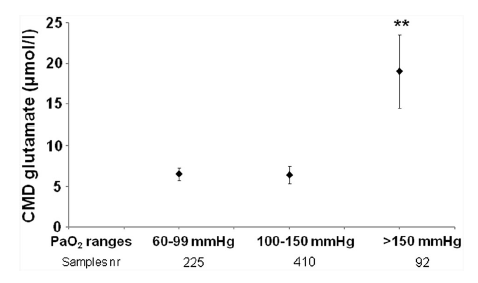 25
**
20
15
10
5
0
CMD glutamate (µmol/l)
PaO₂ ranges 60-99 mmHg 100-150 mmHg >150 mmHg
Samples nr 225 410 92